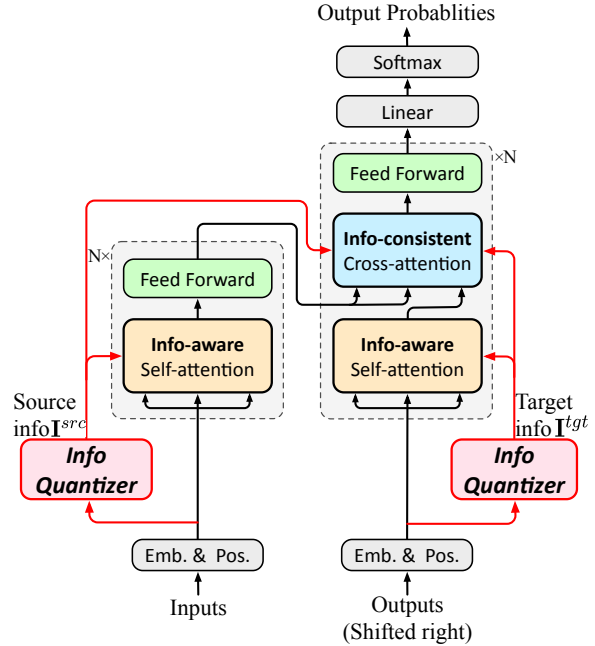 Output Probablities
Softmax
Linear
×N
Feed Forward
Info-consistent
Cross-attention
N×
Feed Forward
Info-aware
Self-attention
Info-aware
Self-attention
Source
info I^{src}
Target
info I^{tgt}
Info
Quantizer
Info
Quantizer
Emb. & Pos.
Emb. & Pos.
Inputs
Outputs
(Shifted right)